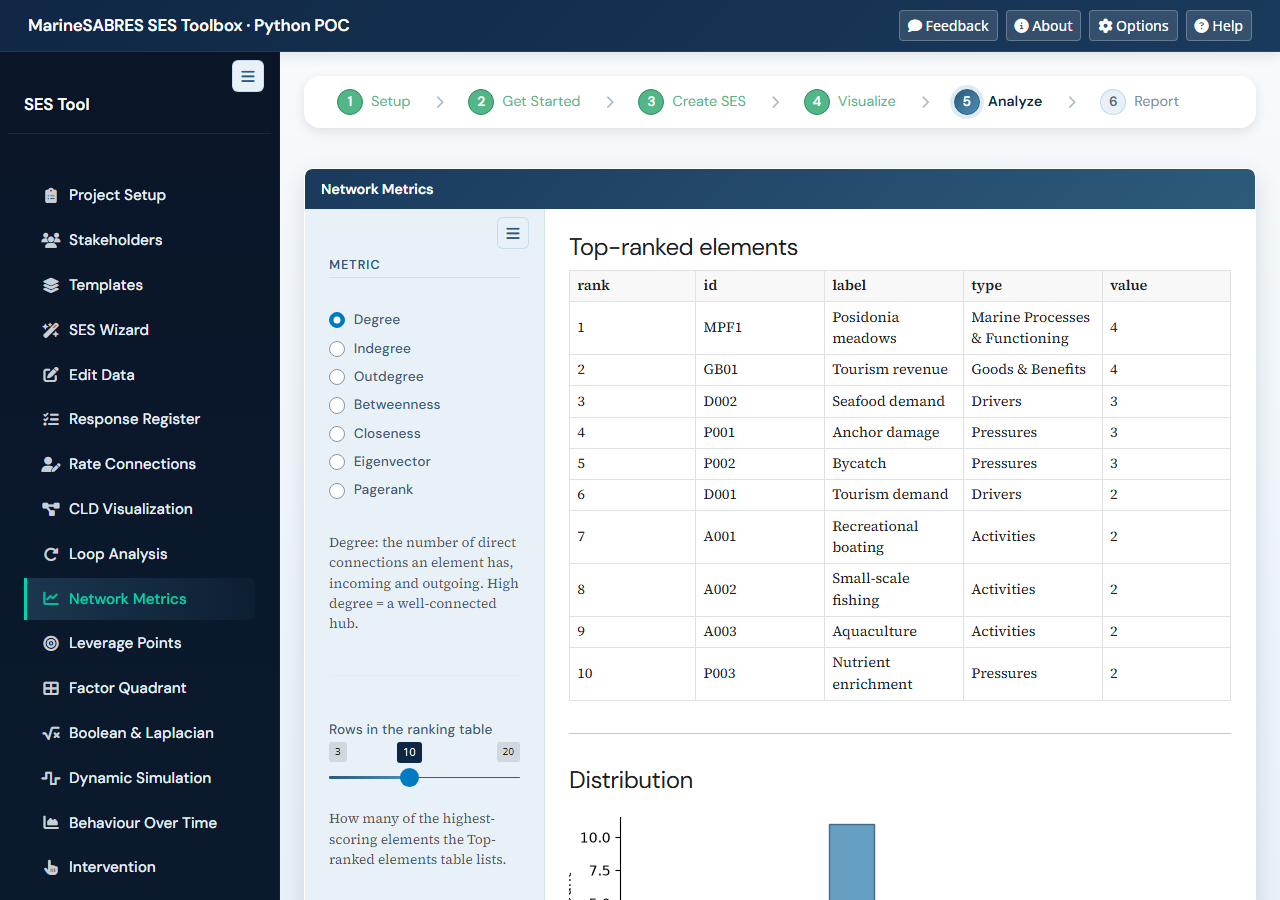 MarineSABRES SES Toolbox · Python POC
Feedback
About
Options
Help
SES Tool
Project Setup
Stakeholders
Templates
SES Wizard
Edit Data
Response Register
Rate Connections
CLD Visualization
Loop Analysis
Network Metrics
Leverage Points
Factor Quadrant
Boolean & Laplacian
Dynamic Simulation
Behaviour Over Time
Intervention
1 Setup
2 Get Started
3 Create SES
4 Visualize
5 Analyze
6 Report
Network Metrics
METRIC
Degree
Indegree
Outdegree
Betweenness
Closeness
Eigenvector
Pagerank
Degree: the number of direct
connections an element has,
incoming and outgoing. High
degree = a well-connected
hub.
Rows in the ranking table
3 10 20
How many of the highest-
scoring elements the Top-
ranked elements table lists.
Top-ranked elements
rank id label type value
1 MPF1 Posidonia meadows Marine Processes & Functioning 4
2 GB01 Tourism revenue Goods & Benefits 4
3 D002 Seafood demand Drivers 3
4 P001 Anchor damage Pressures 3
5 P002 Bycatch Pressures 3
6 D001 Tourism demand Drivers 2
7 A001 Recreational boating Activities 2
8 A002 Small-scale fishing Activities 2
9 A003 Aquaculture Activities 2
10 P003 Nutrient enrichment Pressures 2
Distribution
10.0
7.5